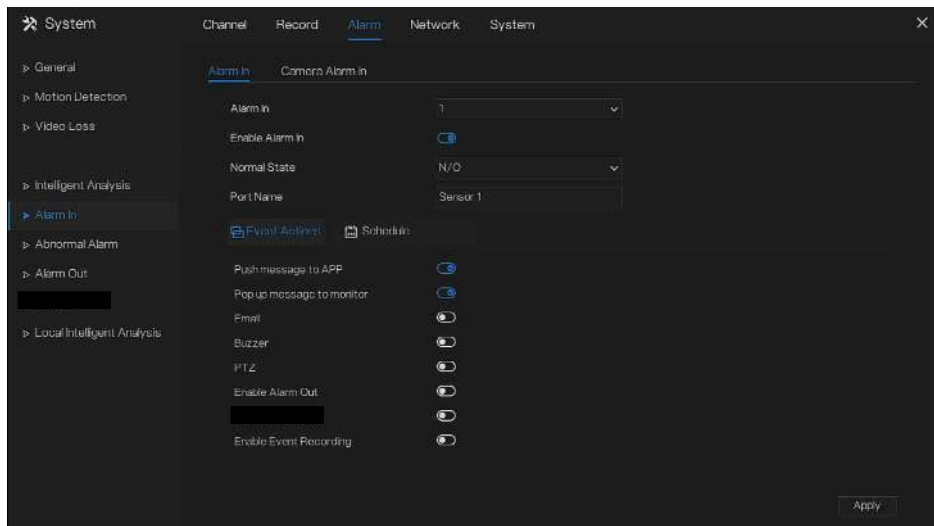 System
Channel Record Alarm Network System
General
Motion Detection
Video Loss
Intelligent Analysis
Alarm In
Abnormal Alarm
Alarm Out
Local Intelligent Analysis
Alarm In Camera Alarm In
Alarm In 1
Enable Alarm In
Normal State N/O
Port Name Sensor 1
Event Actions Schedule
Push message to APP
Pop up message to monitor
Email
Buzzer
PTZ
Enable Alarm Out
Enable Event Recording
Apply